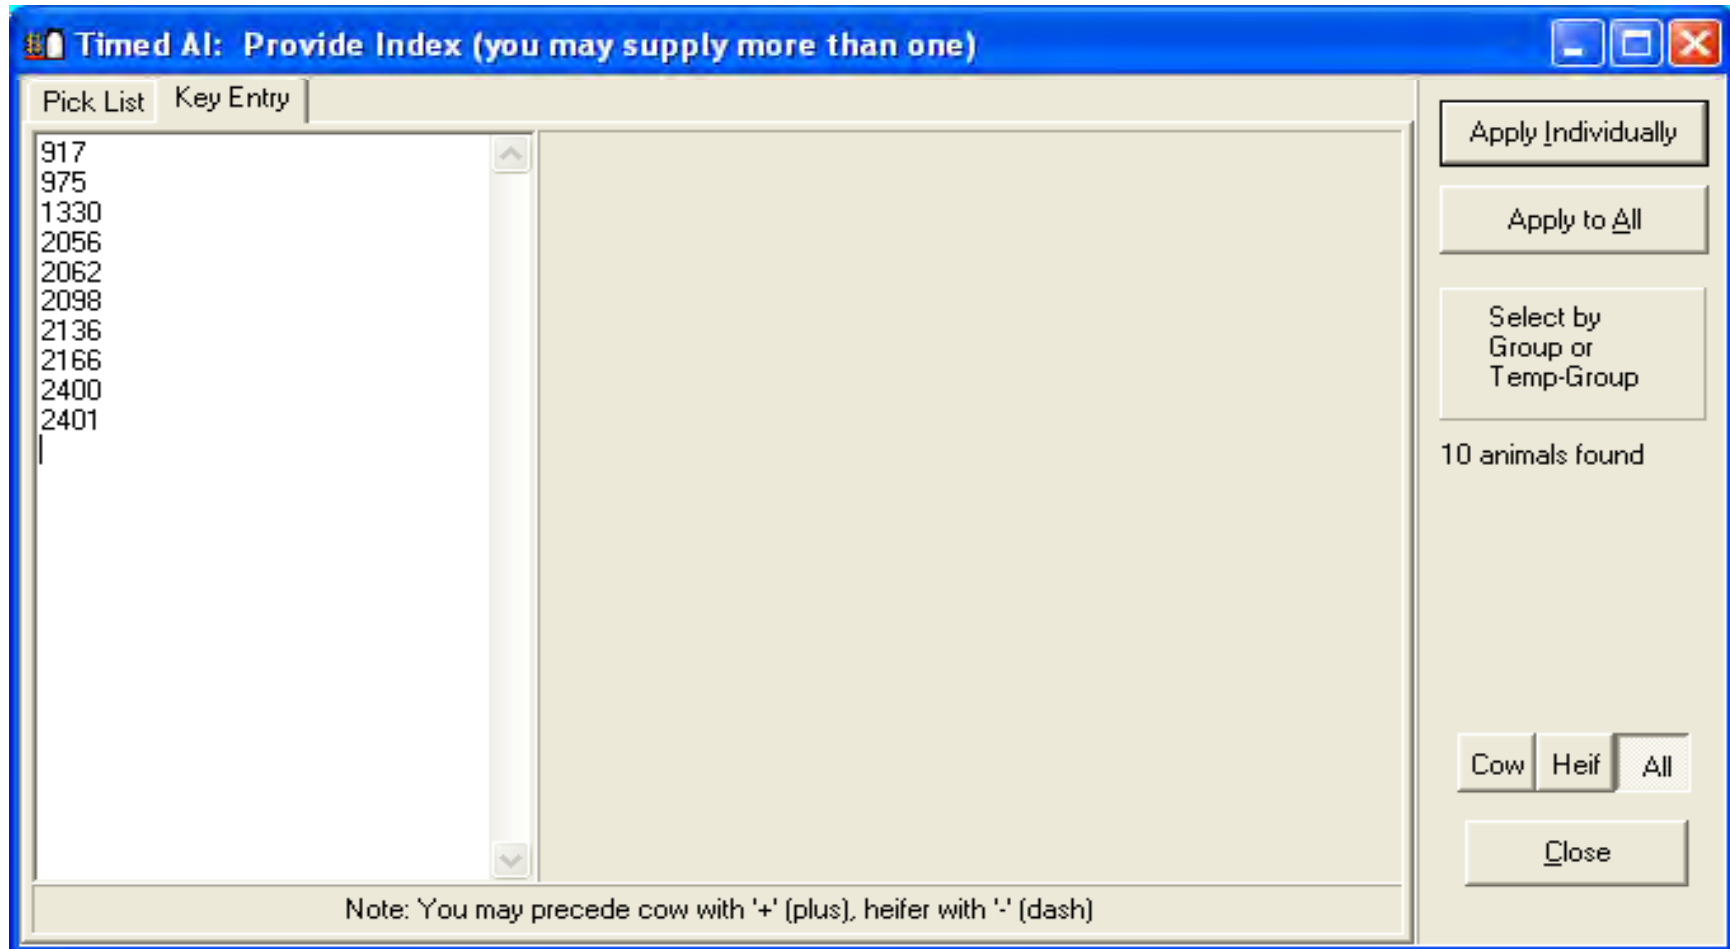 Timed AI: Provide Index (you may supply more than one)
Pick List
Key Entry
917
975
1330
2056
2062
2098
2136
2166
2400
2401
Note: You may precede cow with '+' (plus), heifer with '-' (dash)
Apply Individually
Apply to All
Select by
Group or
Temp-Group
10 animals found
Cow
Heif
All
Close